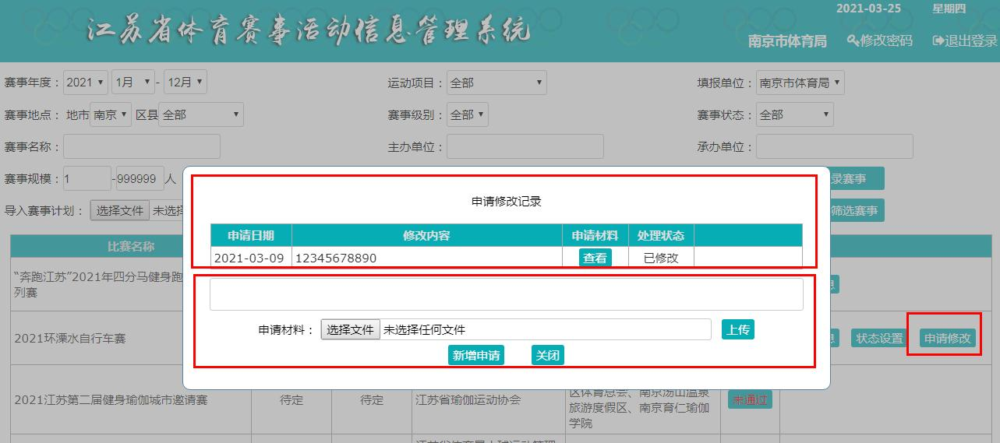 江苏省体育赛事活动信息管理系统
2021-03-25 星期四
南京市体育局 修改密码 退出登录
赛事年度： 2021 1月 - 12月 运动项目： 全部 填报单位： 南京市体育局
赛事地点： 地市 南京 区县 全部 赛事级别： 全部 赛事状态： 全部
赛事名称： 主办单位： 承办单位：
赛事规模： 1 -999999 人 录赛事
导入赛事计划： 选择文件 未选择 筛选赛事
申请修改记录
申请日期 修改内容 申请材料 处理状态
2021-03-09 12345678890 查看 已修改
申请材料： 选择文件 未选择任何文件 上传
新增申请 关闭
比赛名称
“奔跑江苏”2021年四分马健身跑
列赛
2021环溧水自行车赛 状态设置 申请修改
2021江苏第二届健身瑜伽城市邀请赛 待定 待定 江苏省瑜伽运动协会 区体育总会、南京汤山温泉
旅游度假区、南京育仁瑜伽
学院 未通过